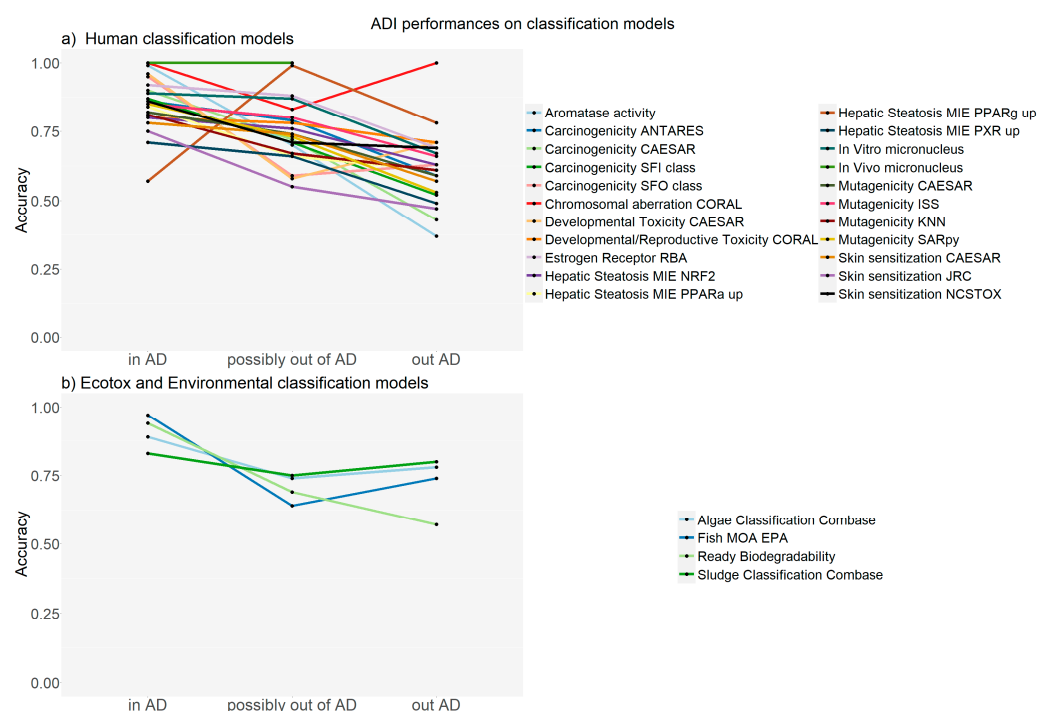 ADI performances on classification models
a) Human classification models
1.00
0.75
0.50
0.25
0.00
Accuracy
in AD
possibly out of AD
out AD
Aromatase activity
Carcinogenicity ANTARES
Carcinogenicity CAESAR
Carcinogenicity SFI class
Carcinogenicity SFO class
Chromosomal aberration CORAL
Developmental Toxicity CAESAR
Developmental/Reproductive Toxicity CORAL
Estrogen Receptor RBA
Hepatic Steatosis MIE NRF2
Hepatic Steatosis MIE PPARa up
Hepatic Steatosis MIE PPARg up
Hepatic Steatosis MIE PXR up
In Vitro micronucleus
In Vivo micronucleus
Mutagenicity CAESAR
Mutagenicity ISS
Mutagenicity KNN
Mutagenicity SARpy
Skin sensitization CAESAR
Skin sensitization JRC
Skin sensitization NCSTOX
b) Ecotox and Environmental classification models
1.00
0.75
0.50
0.25
0.00
Accuracy
in AD
possibly out of AD
out AD
Algae Classification Combase
Fish MOA EPA
Ready Biodegradability
Sludge Classification Combase